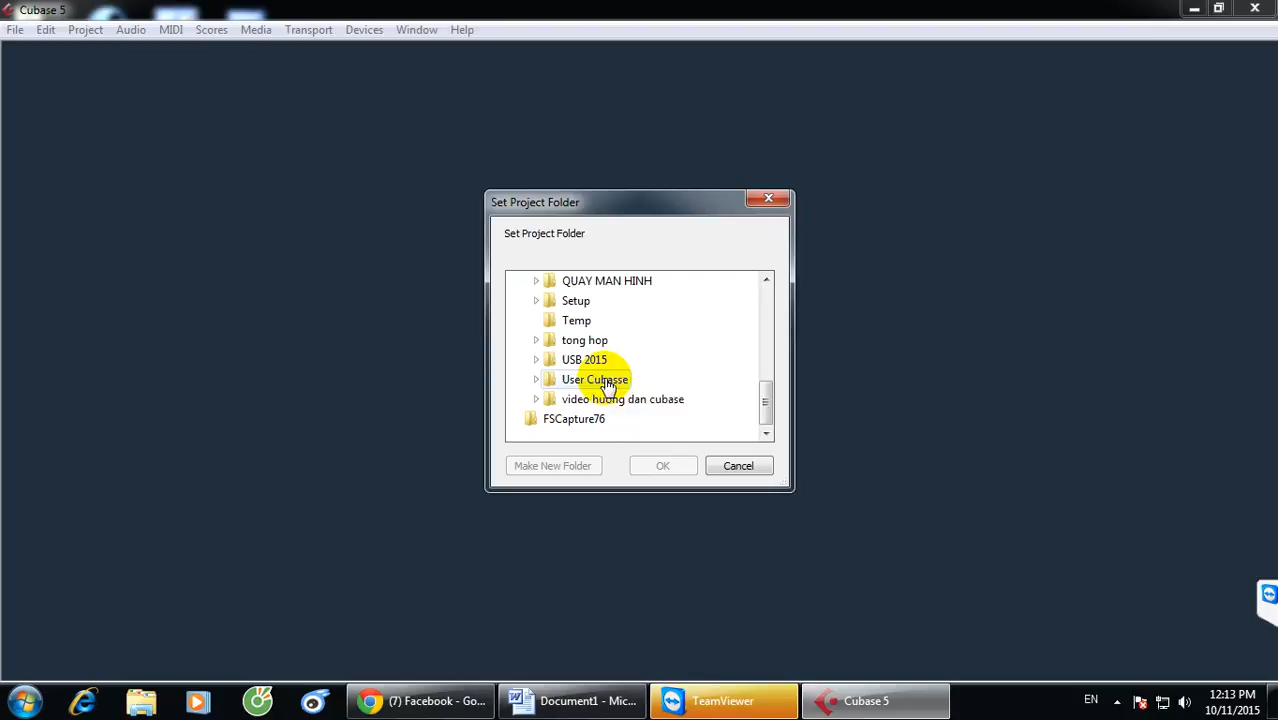 Cubase 5
File Edit Project Audio MIDI Scores Media Transport Devices Window Help
Set Project Folder
Set Project Folder
QUAY MAN HINH
Setup
Temp
tong hop
USB 2015
User Cubasse
video huong dan cubase
FSCapture76
Make New Folder OK Cancel
(7) Facebook - Go... Document1 - Mic... TeamViewer Cubase 5 EN 12:13 PM
10/11/2015